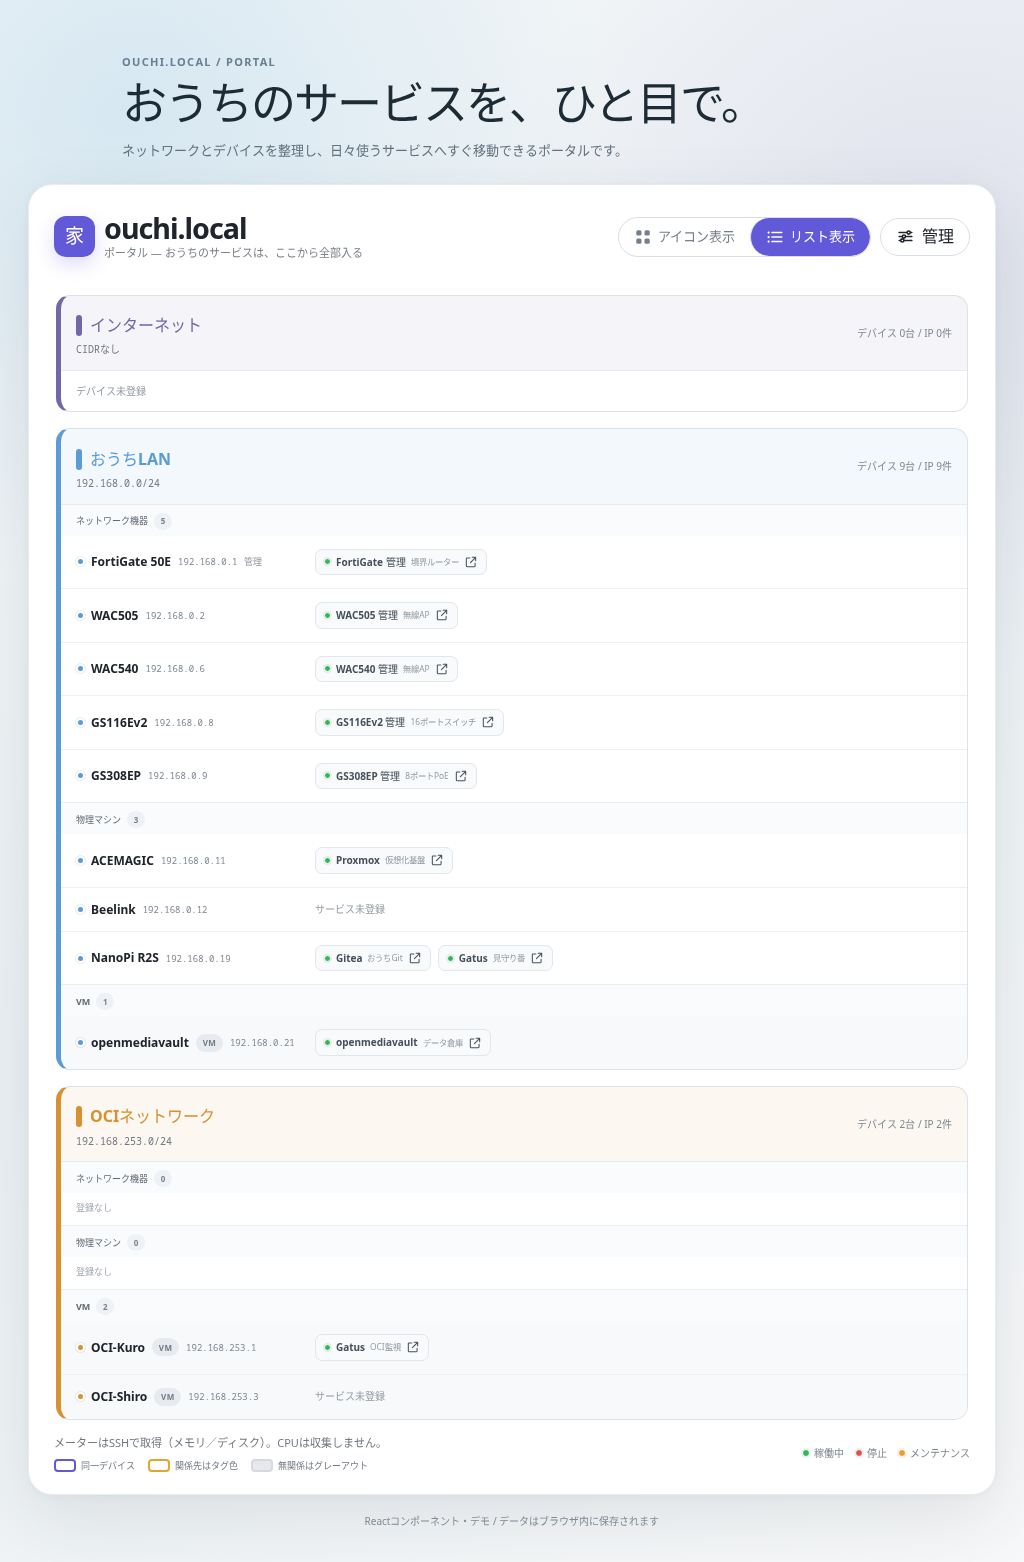 OUCHI.LOCAL / PORTAL
おうちのサービスを、ひと目で。
ネットワークとデバイスを整理し、日々使うサービスへすぐ移動できるポータルです。
家
ouchi.local
ポータル — おうちのサービスは、ここから全部入る
アイコン表示
リスト表示
管理
インターネット
CIDRなし
デバイス 0台 / IP 0件
デバイス未登録
おうちLAN
192.168.0.0/24
デバイス 9台 / IP 9件
ネットワーク機器 5
FortiGate 50E 192.168.0.1 管理 FortiGate 管理 境界ルーター
WAC505 192.168.0.2 WAC505 管理 無線AP
WAC540 192.168.0.6 WAC540 管理 無線AP
GS116Ev2 192.168.0.8 GS116Ev2 管理 16ポートスイッチ
GS308EP 192.168.0.9 GS308EP 管理 8ポートPoE
物理マシン 3
ACEMAGIC 192.168.0.11 Proxmox 仮想化基盤
Beelink 192.168.0.12 サービス未登録
NanoPi R2S 192.168.0.19 Gitea おうちGit Gatus 見守り番
VM 1
openmediavault VM 192.168.0.21 openmediavault データ倉庫
OCIネットワーク
192.168.253.0/24
デバイス 2台 / IP 2件
ネットワーク機器 0
登録なし
物理マシン 0
登録なし
VM 2
OCI-Kuro VM 192.168.253.1 Gatus OCI監視
OCI-Shiro VM 192.168.253.3 サービス未登録
メーターはSSHで取得（メモリ／ディスク）。CPUは収集しません。
同一デバイス 関係先はタグ色 無関係はグレーアウト
稼働中 停止 メンテナンス
Reactコンポーネント・デモ / データはブラウザ内に保存されます